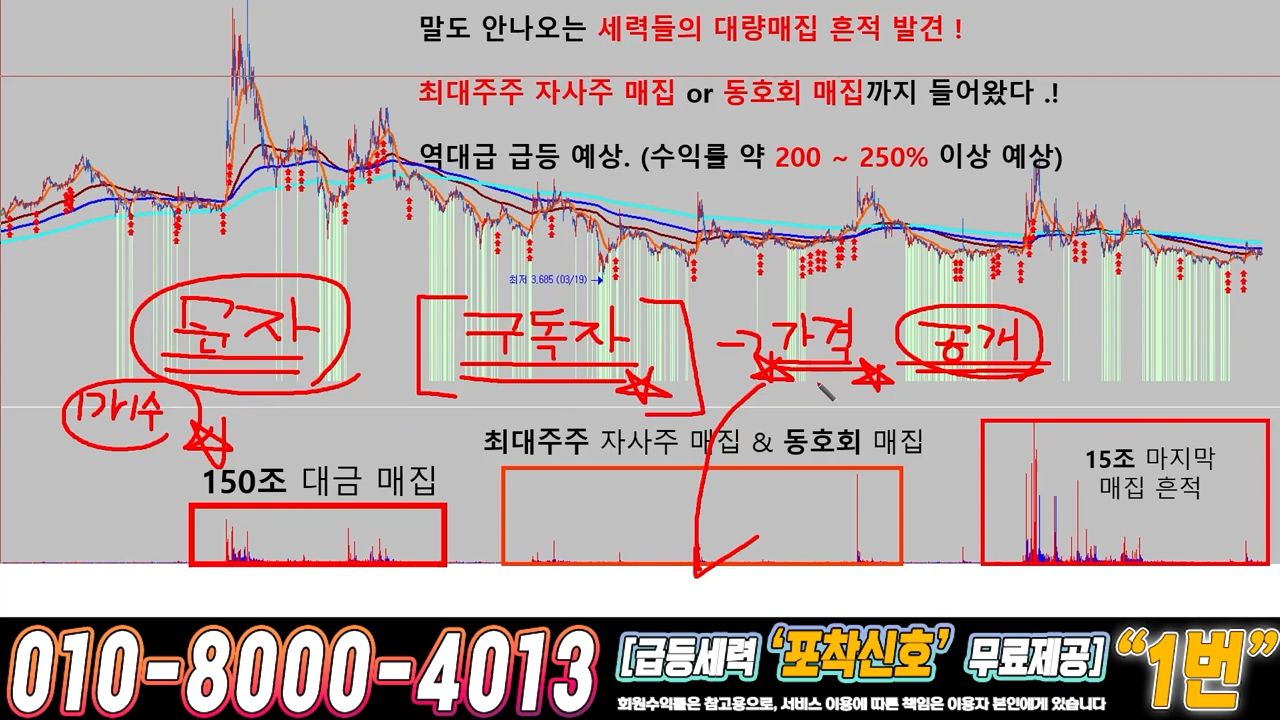 말도 안나오는 세력들의 대량매집 흔적 발견 !
최대주주 자사주 매집 or 동호회 매집까지 들어왔다 .!
역대급 급등 예상. (수익률 약 200 ~ 250% 이상 예상)
최저 3,685 (03/19)
문자 구독자 가격 공개
최대주주 자사주 매집 & 동호회 매집
150조 대금 매집
15조 마지막
매집 흔적
010-8000-4013
[급등세력 ‘포착신호’ 무료제공] “1번”
회원수익률은 참고용으로, 서비스 이용에 따른 책임은 이용자 본인에게 있습니다